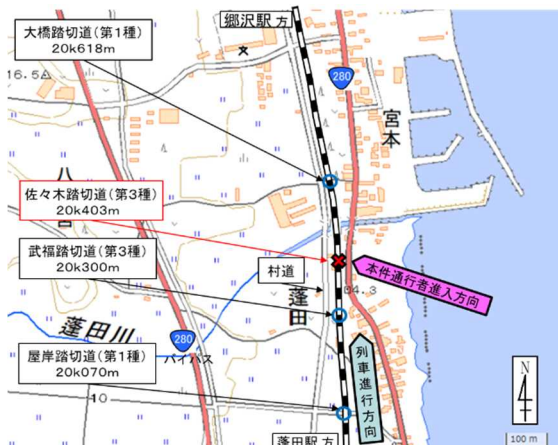 郷沢駅 方
大橋踏切道(第1種)
20k618m
16.5
280
宮本
八
佐々木踏切道(第3種)
20k403m
本件通行者進入方向
武福踏切道(第3種)
20k300m
村道
蓬田
4.3
蓬田川
280
バイパス
列車進行方向
屋岸踏切道(第1種)
20k070m
10
蓬田駅 方
N
100 m